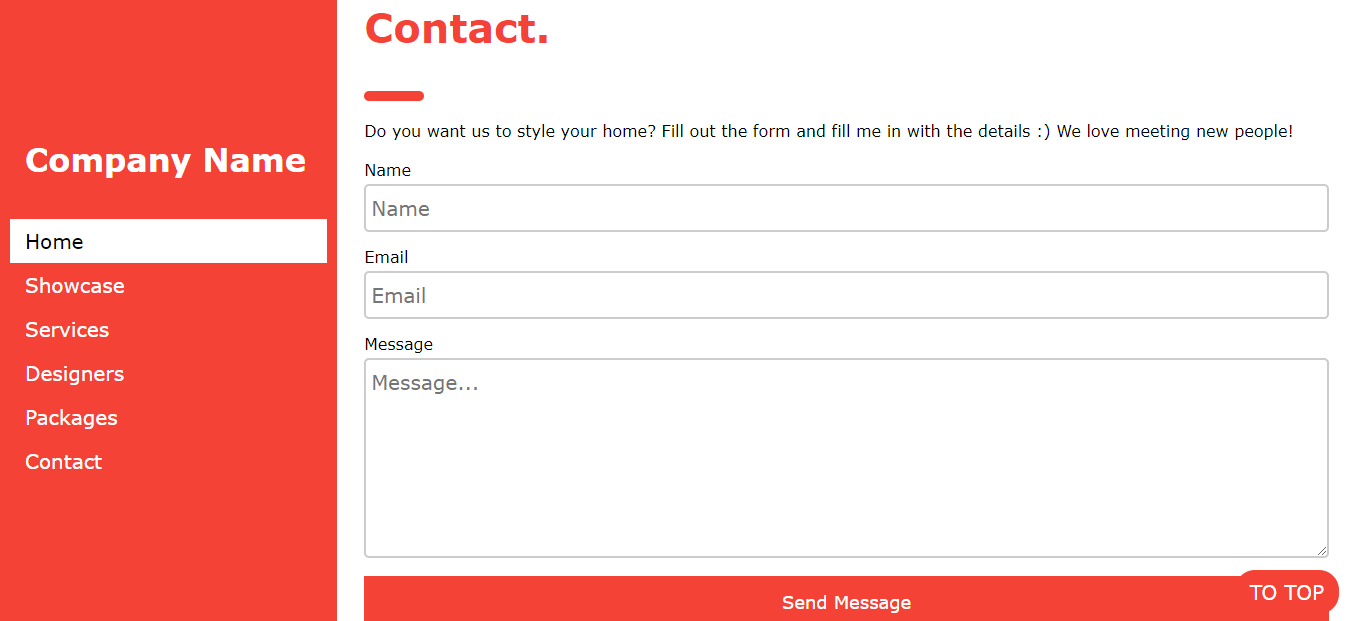 Company Name
Home
Showcase
Services
Designers
Packages
Contact
Contact.
Do you want us to style your home? Fill out the form and fill me in with the details :) We love meeting new people!
Name
Name
Email
Email
Message
Message...
Send Message
TO TOP